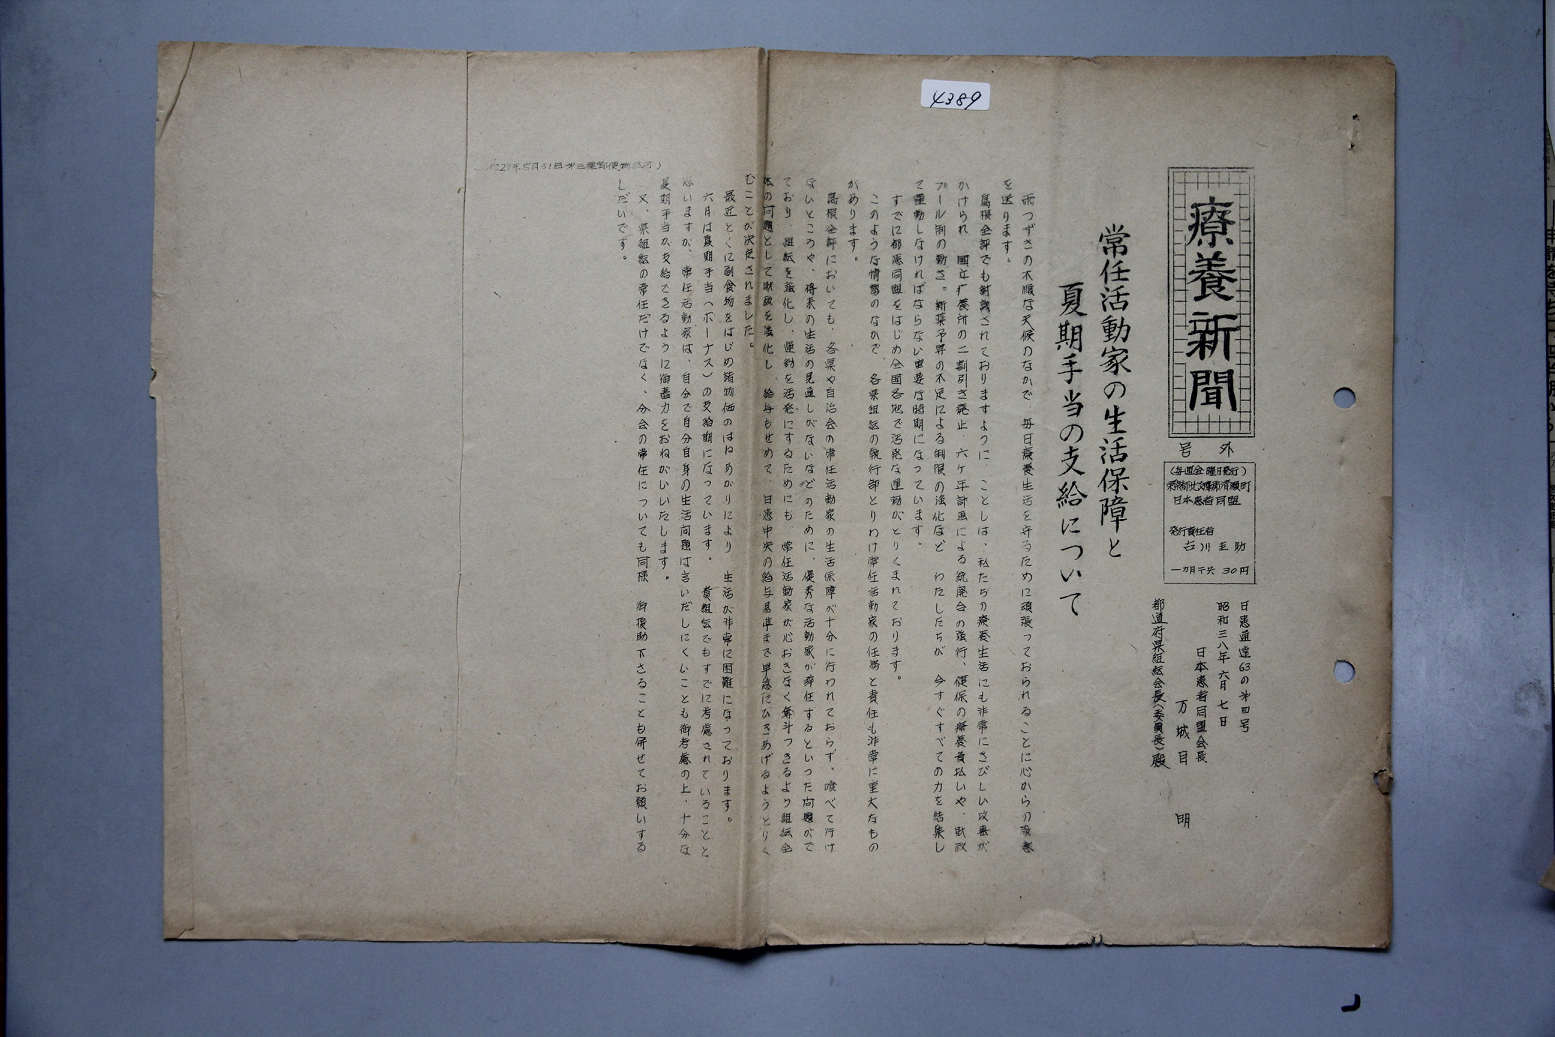 4389
療養新聞
号外
（毎週金曜日発行）
日本患者同盟
発行責任者
一カ月〒共 30円
日患通達63の第四号
昭和三八年六月七日
日本患者同盟会長
万城目 明
都道府県組織会長（委員長）殿
常任活動家の生活保障と
夏期手当の支給について
雨つづきの不順な天候のなかで、毎日療養生活を守るために頑張っておられることに心からの
を送ります。
島根全評でも討議されておりますように、ことしは、私たちの療養生活にも非常にきびしい攻撃が
かけられ、国立療養所の二割引き廃止、六ケ年計画による統廃合の強行、健保の療養費払いや、財政
プール制の動き。新薬予算の不足による制限の強化など わたしたちが 今すぐすべての力を結集し
て運動しなければならない重要な時期になっています。
すでに都患同盟をはじめ全国各地で活発な運動がとりくまれております。
このような情勢のなかで、各県組織の執行部とりわけ常任活動家の任務と責任も非常に重大なもの
があります。
島根全評においても、各県や自治会の常任活動家の生活保障が十分に行われておらず、喰べて行け
ないところや、将来の生活の見通しがないなどのために、優秀な活動家が辞任するといった問題がで
ており、組織を強化し、運動を活発にするためにも、常任活動家が心おきなく奮斗できるよう組織全
体の問題として財政を強化し、給与もせめて、日患中央の給与基準まで早急にひきあげるようとりく
むことが決定されました。
最近とくに副食物をはじめ諸物価のはねあがりにより 生活が非常に困難になっております。
六月は夏期手当（ボーナス）の支給期になっています。 貴組織でもすでに考慮されていることと
思いますが、常任活動家は、自分で自分自身の生活問題は言いだしにくいことも御考慮の上、十分な
夏期手当が支給できるように御尽力をおねがいいたします。
又、県組織の常任だけでなく、分会の常任についても同様 御援助下さることも併せてお願いする
しだいです。